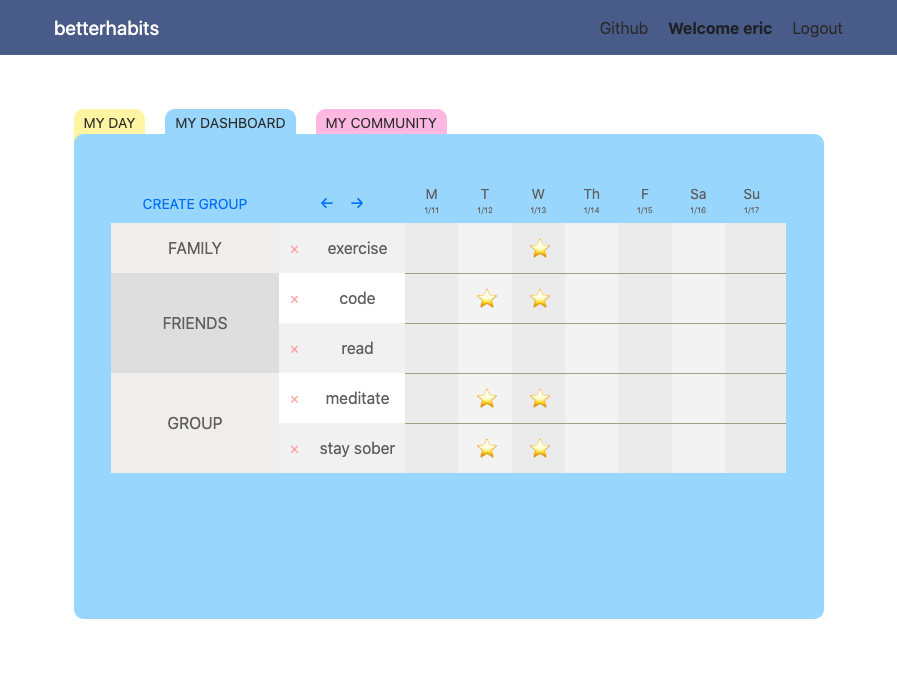 betterhabits Github Welcome eric Logout
MY DAY MY DASHBOARD MY COMMUNITY
CREATE GROUP ← → M T W Th F Sa Su
1/11 1/12 1/13 1/14 1/15 1/16 1/17
FAMILY × exercise
FRIENDS
× code
× read
GROUP
× meditate
× stay sober